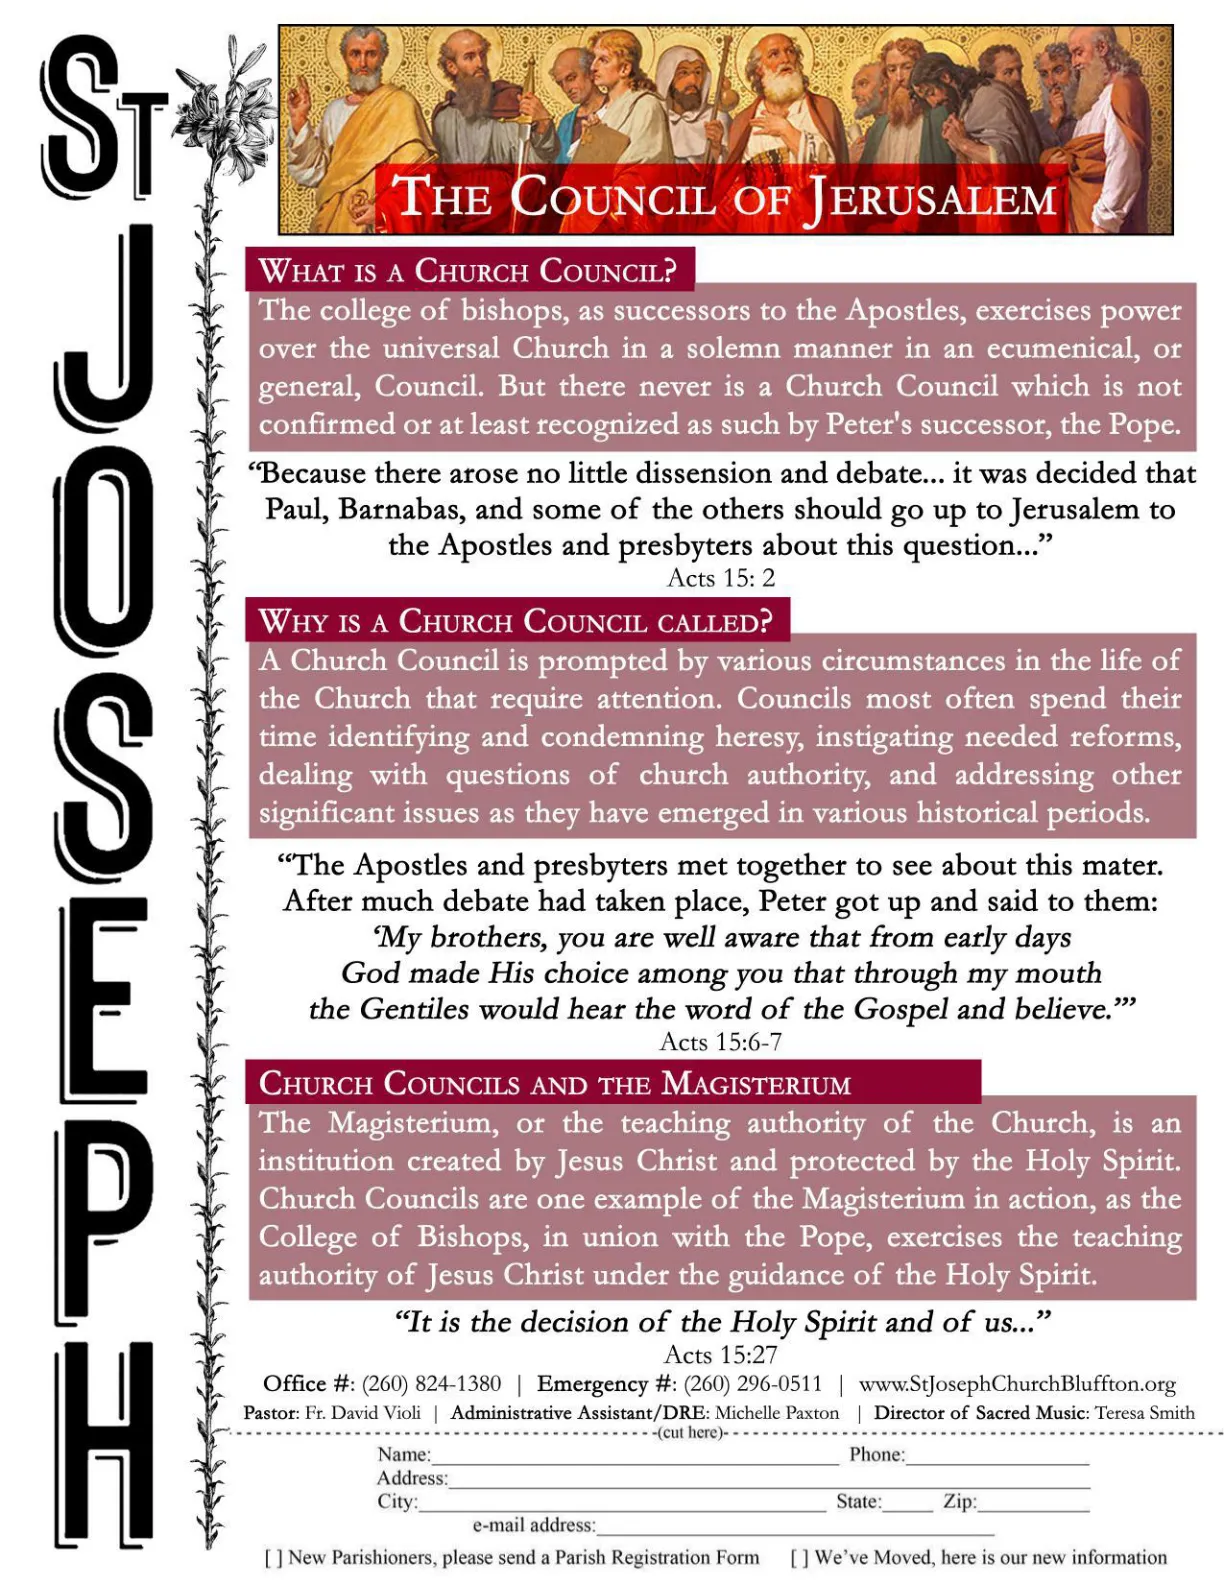 ST JOSEPH
THE COUNCIL OF JERUSALEM
WHAT IS A CHURCH COUNCIL?
The college of bishops, as successors to the Apostles, exercises power
over the universal Church in a solemn manner in an ecumenical, or
general, Council. But there never is a Church Council which is not
confirmed or at least recognized as such by Peter's successor, the Pope.
“Because there arose no little dissension and debate... it was decided that
Paul, Barnabas, and some of the others should go up to Jerusalem to
the Apostles and presbyters about this question...”
Acts 15: 2
WHY IS A CHURCH COUNCIL CALLED?
A Church Council is prompted by various circumstances in the life of
the Church that require attention. Councils most often spend their
time identifying and condemning heresy, instigating needed reforms,
dealing with questions of church authority, and addressing other
significant issues as they have emerged in various historical periods.
“The Apostles and presbyters met together to see about this mater.
After much debate had taken place, Peter got up and said to them:
‘My brothers, you are well aware that from early days
God made His choice among you that through my mouth
the Gentiles would hear the word of the Gospel and believe.’”
Acts 15:6-7
CHURCH COUNCILS AND THE MAGISTERIUM
The Magisterium, or the teaching authority of the Church, is an
institution created by Jesus Christ and protected by the Holy Spirit.
Church Councils are one example of the Magisterium in action, as the
College of Bishops, in union with the Pope, exercises the teaching
authority of Jesus Christ under the guidance of the Holy Spirit.
“It is the decision of the Holy Spirit and of us...”
Acts 15:27
Office #: (260) 824-1380 | Emergency #: (260) 296-0511 | www.StJosephChurchBluffton.org
Pastor: Fr. David Violi | Administrative Assistant/DRE: Michelle Paxton | Director of Sacred Music: Teresa Smith
(cut here)
Name: Phone:
Address:
City: State: Zip:
e-mail address:
[ ] New Parishioners, please send a Parish Registration Form [ ] We've Moved, here is our new information